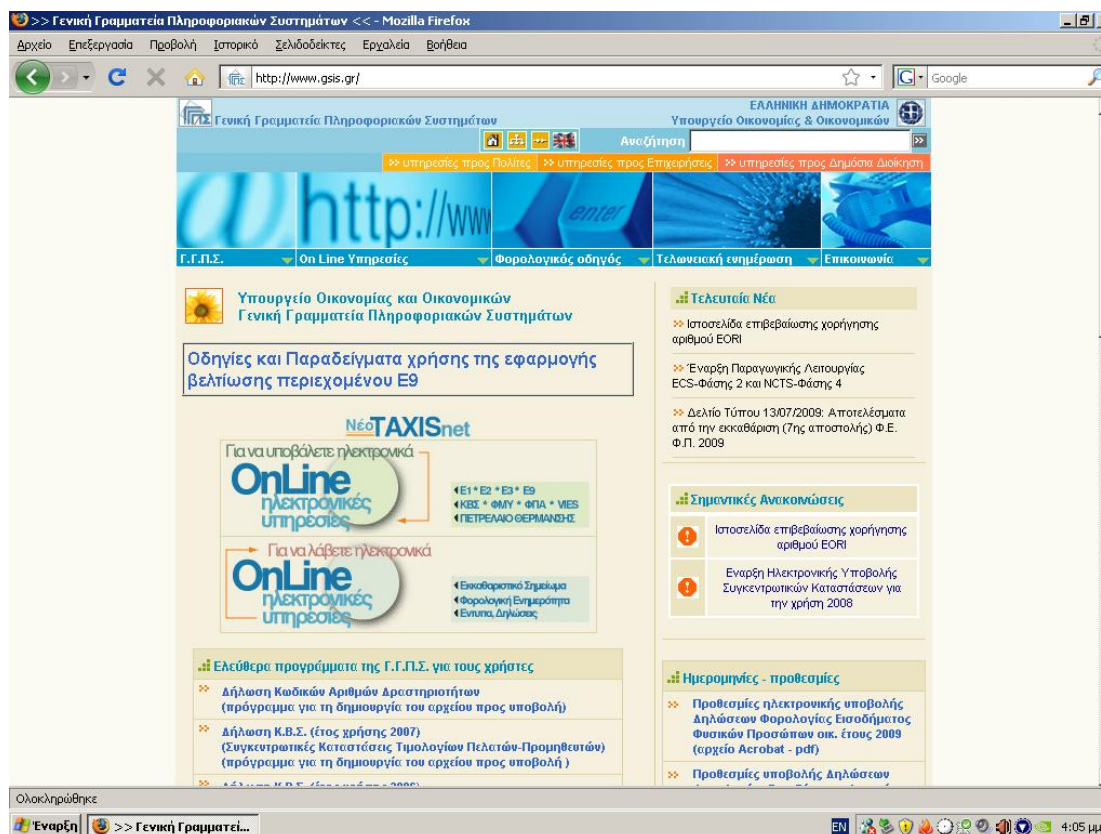 >> Γενική Γραμματεία Πληροφοριακών Συστημάτων << - Mozilla Firefox
Αρχείο Επεξεργασία Προβολή Ιστορικό Σελιδοδείκτες Εργαλεία Βοήθεια
http://www.gsis.gr/
G Google
ΓΓΠΣ Γενική Γραμματεία Πληροφοριακών Συστημάτων
ΕΛΛΗΝΙΚΗ ΔΗΜΟΚΡΑΤΙΑ
Υπουργείο Οικονομίας & Οικονομικών
Αναζήτηση
>> υπηρεσίες προς Πολίτες >> υπηρεσίες προς Επιχειρήσεις >> υπηρεσίες προς Δημόσια Διοίκηση
@ http://www enter
Γ.Γ.Π.Σ. On Line Υπηρεσίες Φορολογικός οδηγός Τελωνειακή ενημέρωση Επικοινωνία
Υπουργείο Οικονομίας και Οικονομικών
Γενική Γραμματεία Πληροφοριακών Συστημάτων
Οδηγίες και Παραδείγματα χρήσης της εφαρμογής
βελτίωσης περιεχομένου Ε9
Νέο TAXISnet
Για να υποβάλετε ηλεκτρονικά
OnLine
ηλεκτρονικές
υπηρεσίες
Ε1 * Ε2 * Ε3 * Ε9
ΚΒΣ * ΦΜΥ * ΦΠΑ * VIES
ΠΕΤΡΕΛΑΙΟ ΘΕΡΜΑΝΣΗΣ
Για να λάβετε ηλεκτρονικά
OnLine
ηλεκτρονικές
υπηρεσίες
Εκκαθαριστικό Σημείωμα
Φορολογική Ενημερότητα
Εντυπα, Δηλώσεις
Ελεύθερα προγράμματα της Γ.Γ.Π.Σ. για τους χρήστες
>> Δήλωση Κωδικών Αριθμών Δραστηριοτήτων
(πρόγραμμα για τη δημιουργία του αρχείου προς υποβολή)
>> Δήλωση Κ.Β.Σ. (έτος χρήσης 2007)
(Συγκεντρωτικές Καταστάσεις Τιμολογίων Πελατών-Προμηθευτών)
(πρόγραμμα για τη δημιουργία του αρχείου προς υποβολή )
Τελευταία Νέα
>> Ιστοσελίδα επιβεβαίωσης χορήγησης
αριθμού EORI
>> Έναρξη Παραγωγικής Λειτουργίας
ECS-Φάσης 2 και NCTS-Φάσης 4
>> Δελτίο Τύπου 13/07/2009: Αποτελέσματα
από την εκκαθάριση (7ης αποστολής) Φ.Ε.
Φ.Π. 2009
Σημαντικές Ανακοινώσεις
Ιστοσελίδα επιβεβαίωσης χορήγησης
αριθμού EORI
Εναρξη Ηλεκτρονικής Υποβολής
Συγκεντρωτικών Καταστάσεων για
την χρήση 2008
Ημερομηνίες - προθεσμίες
>> Προθεσμίες ηλεκτρονικής υποβολής
Δηλώσεων Φορολογίας Εισοδήματος
Φυσικών Προσώπων οικ. έτους 2009
(αρχείο Acrobat - pdf)
>> Προθεσμίες υποβολής Δηλώσεων
Ολοκληρώθηκε
Έναρξη >> Γενική Γραμματεί... EN 4:05 μμ